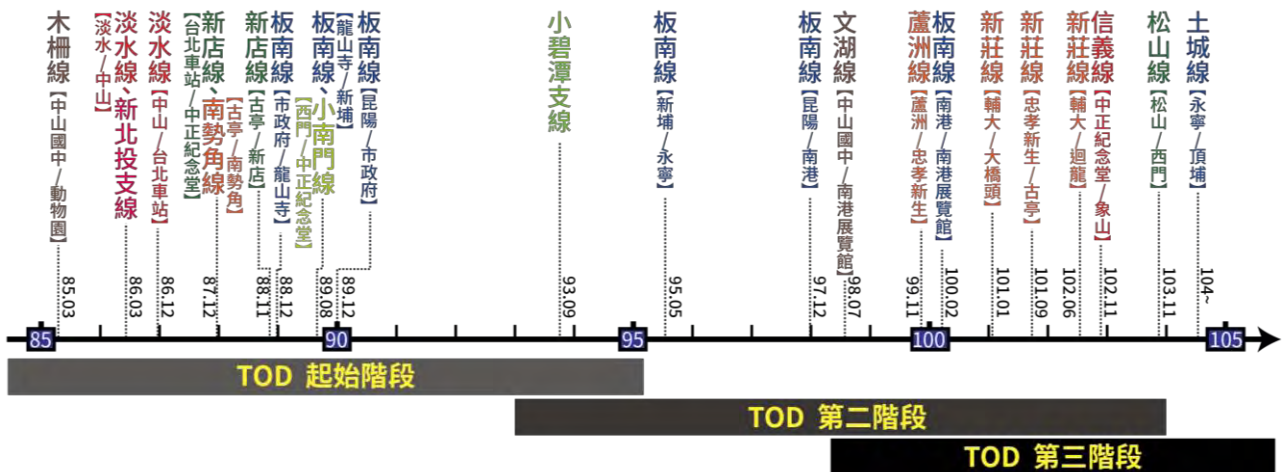 木柵線【中山國中/動物園】
淡水線、新北投支線
【淡水/中山】
淡水線【中山/台北車站】
新店線、南勢角線
【台北車站/中正紀念堂】
【古亭/南勢角】
新店線【古亭/新店】
板南線【市政府/龍山寺】
板南線、小南門線
【龍山寺/新埔】
【西門/中正紀念堂】
板南線【昆陽/市政府】
小碧潭支線
板南線【新埔/永寧】
板南線【昆陽/南港】
文湖線【中山國中/南港展覽館】
蘆洲線【蘆洲/忠孝新生】
板南線【南港/南港展覽館】
新莊線【輔大/大橋頭】
新莊線【忠孝新生/古亭】
新莊線【輔大/迴龍】
信義線【中正紀念堂/象山】
松山線【松山/西門】
土城線【永寧/頂埔】
85.03
86.03
86.12
87.12
88.11
88.12
89.08
89.12
93.09
95.05
97.12
98.07
99.11
100.02
101.01
101.09
102.06
102.11
103.11
104~
85
90
95
100
105
TOD 起始階段
TOD 第二階段
TOD 第三階段